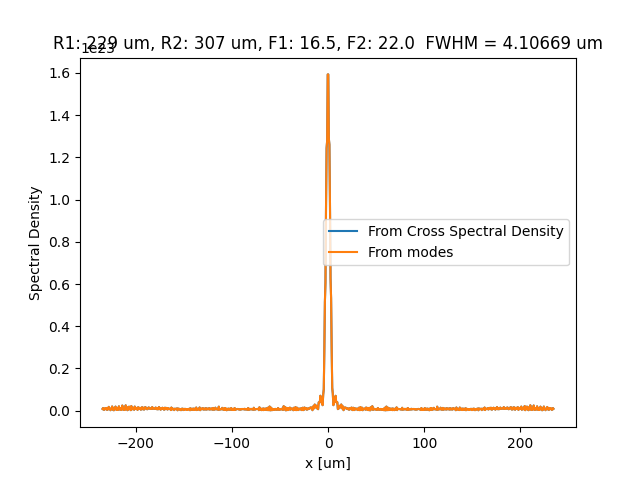 R1: 229 um, R2: 307 um, F1: 16.5, F2: 22.0  FWHM = 4.10669 um
1e23
1.6
1.4
1.2
1.0
0.8
0.6
0.4
0.2
0.0
Spectral Density
From Cross Spectral Density
From modes
−200
−100
0
100
200
x [um]